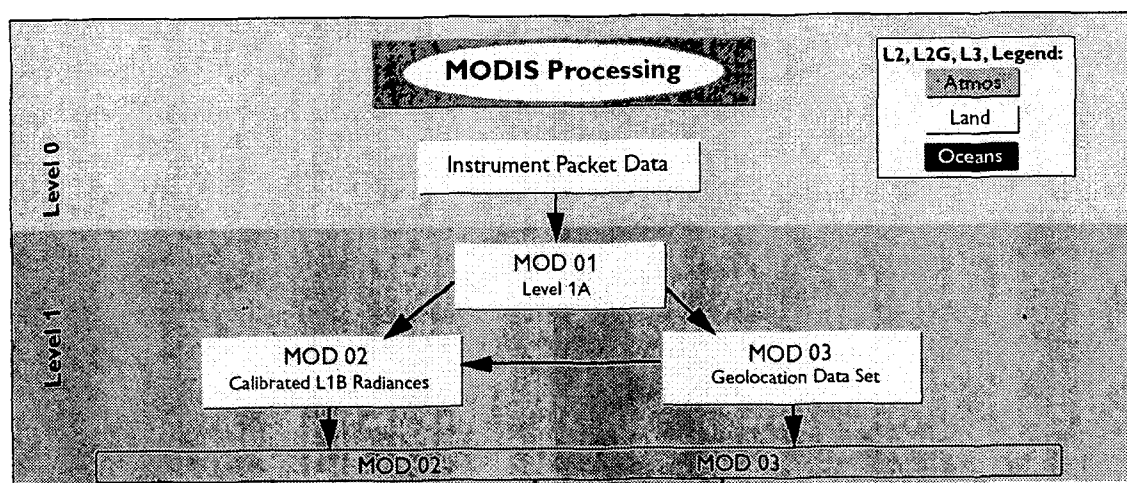 MODIS Processing
L2, L2G, L3, Legend:
Atmos
Land
Oceans
Level 0
Instrument Packet Data
Level 1
MOD 01
Level 1A
MOD 02
Calibrated L1B Radiances
MOD 03
Geolocation Data Set
MOD 02
MOD 03